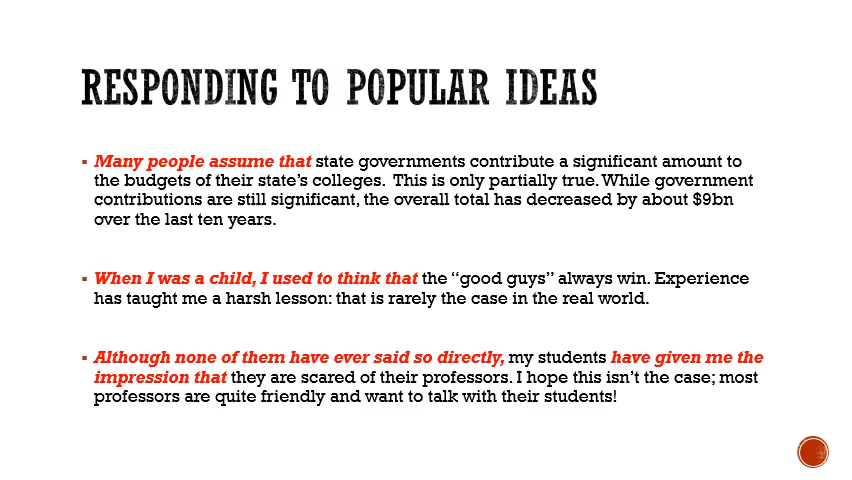 RESPONDING TO POPULAR IDEAS
▪ Many people assume that state governments contribute a significant amount to
the budgets of their state's colleges. This is only partially true. While government
contributions are still significant, the overall total has decreased by about $9bn
over the last ten years.
▪ When I was a child, I used to think that the “good guys” always win. Experience
has taught me a harsh lesson: that is rarely the case in the real world.
▪ Although none of them have ever said so directly, my students have given me the
impression that they are scared of their professors. I hope this isn't the case; most
professors are quite friendly and want to talk with their students!